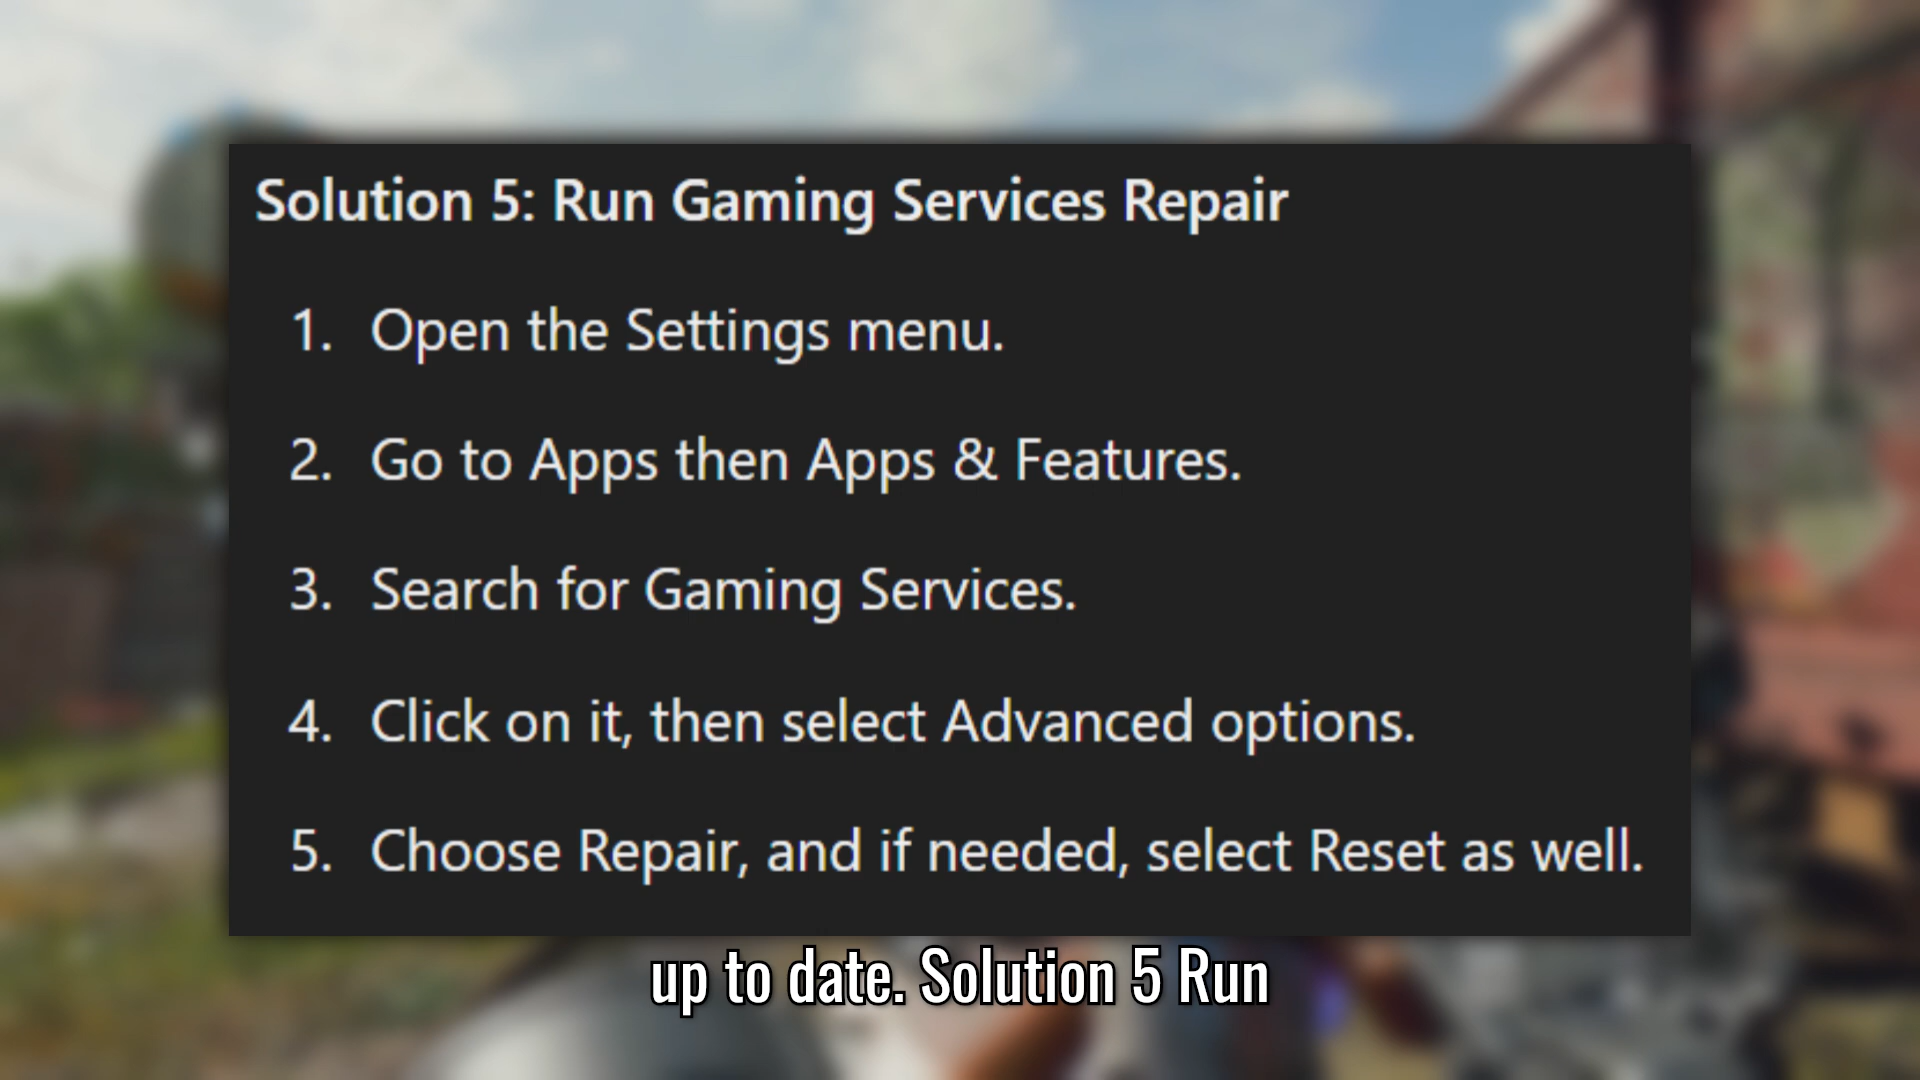 Solution 5: Run Gaming Services Repair
1. Open the Settings menu.
2. Go to Apps then Apps & Features.
3. Search for Gaming Services.
4. Click on it, then select Advanced options.
5. Choose Repair, and if needed, select Reset as well.
up to date. Solution 5 Run